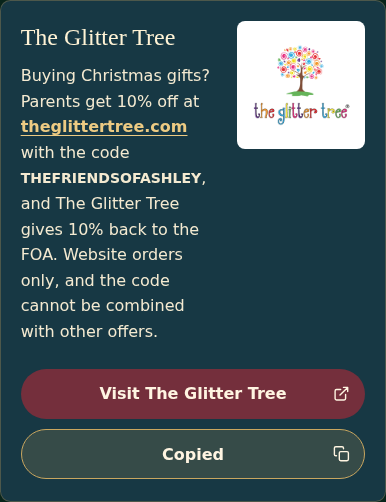 The Glitter Tree
the glitter tree
Buying Christmas gifts?
Parents get 10% off at
theglittertree.com
with the code
THEFRIENDSOFASHLEY,
and The Glitter Tree
gives 10% back to the
FOA. Website orders
only, and the code
cannot be combined
with other offers.
Visit The Glitter Tree
Copied